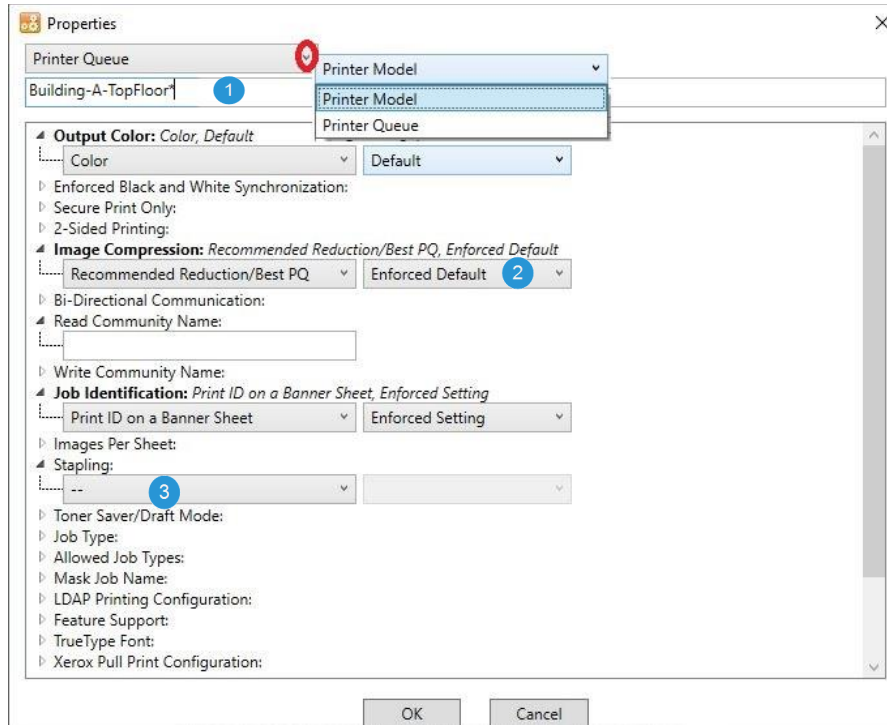 Properties
Printer Queue
Printer Model
Building-A-TopFloor* 1
Printer Model
Printer Queue
Output Color: Color, Default
Color Default
Enforced Black and White Synchronization:
Secure Print Only:
2-Sided Printing:
Image Compression: Recommended Reduction/Best PQ, Enforced Default
Recommended Reduction/Best PQ Enforced Default 2
Bi-Directional Communication:
Read Community Name:
Write Community Name:
Job Identification: Print ID on a Banner Sheet, Enforced Setting
Print ID on a Banner Sheet Enforced Setting
Images Per Sheet:
Stapling:
-- 3
Toner Saver/Draft Mode:
Job Type:
Allowed Job Types:
Mask Job Name:
LDAP Printing Configuration:
Feature Support:
TrueType Font:
Xerox Pull Print Configuration:
OK Cancel